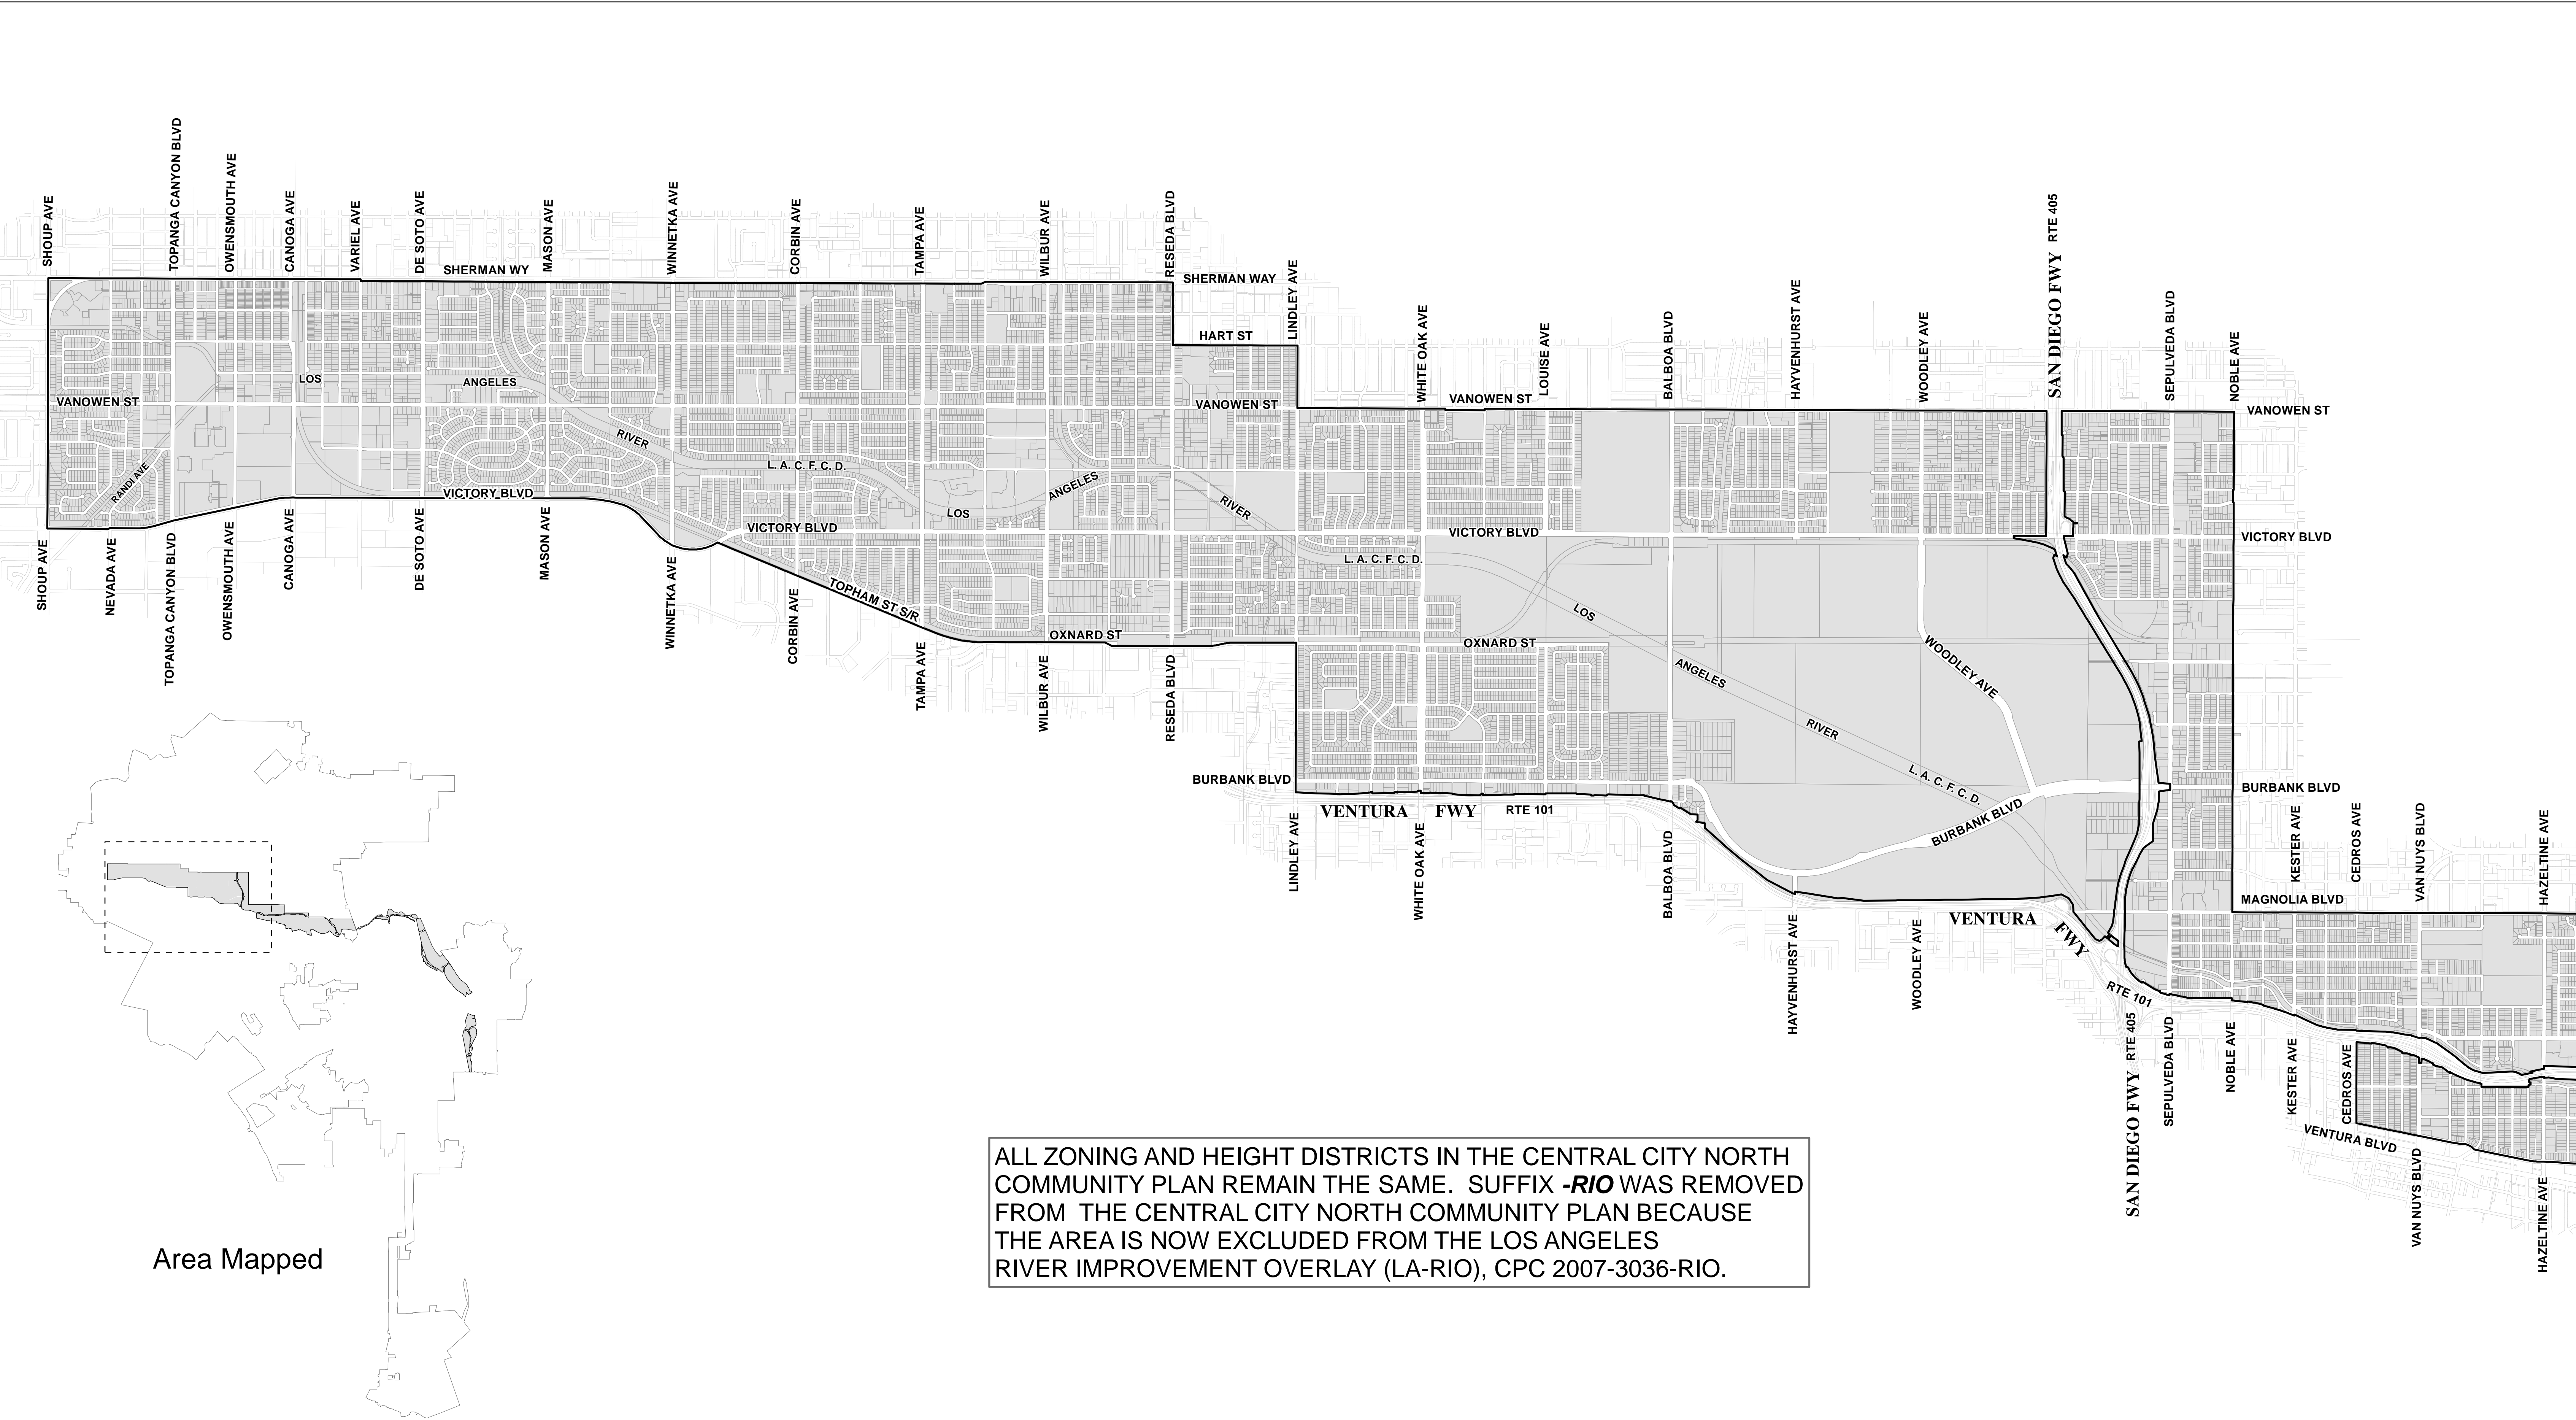 SHOUP AVE
TOPANGA CANYON BLVD
OWENSMOUTH AVE
CANOGA AVE
VARIEL AVE
DE SOTO AVE
MASON AVE
WINNETKA AVE
CORBIN AVE
TAMPA AVE
WILBUR AVE
RESEDA BLVD
SHERMAN WY
SHERMAN WAY
LINDLEY AVE
HART ST
WHITE OAK AVE
LOUISE AVE
BALBOA BLVD
HAYVENHURST AVE
WOODLEY AVE
SAN DIEGO FWY RTE 405
SEPULVEDA BLVD
NOBLE AVE
LOS
ANGELES
VANOWEN ST
VANOWEN ST
VANOWEN ST
VANOWEN ST
RIVER
L. A. C. F. C. D.
RANDI AVE
ANGELES
LOS
RIVER
VICTORY BLVD
VICTORY BLVD
VICTORY BLVD
VICTORY BLVD
L. A. C. F. C. D.
SHOUP AVE
NEVADA AVE
TOPANGA CANYON BLVD
OWENSMOUTH AVE
CANOGA AVE
DE SOTO AVE
MASON AVE
WINNETKA AVE
CORBIN AVE
TOPHAM ST S/R
TAMPA AVE
OXNARD ST
WILBUR AVE
RESEDA BLVD
LOS
OXNARD ST
ANGELES
WOODLEY AVE
RIVER
L. A. C. F. C. D.
BURBANK BLVD
BURBANK BLVD
BURBANK BLVD
VENTURA FWY RTE 101
LINDLEY AVE
WHITE OAK AVE
BALBOA BLVD
HAYVENHURST AVE
WOODLEY AVE
VENTURA
FWY
RTE 101
KESTER AVE
CEDROS AVE
VAN NUYS BLVD
HAZELTINE AVE
MAGNOLIA BLVD
SAN DIEGO FWY RTE 405
SEPULVEDA BLVD
NOBLE AVE
KESTER AVE
CEDROS AVE
VENTURA BLVD
VAN NUYS BLVD
HAZELTINE AVE
Area Mapped
ALL ZONING AND HEIGHT DISTRICTS IN THE CENTRAL CITY NORTH
COMMUNITY PLAN REMAIN THE SAME. SUFFIX -RIO WAS REMOVED
FROM THE CENTRAL CITY NORTH COMMUNITY PLAN BECAUSE
THE AREA IS NOW EXCLUDED FROM THE LOS ANGELES
RIVER IMPROVEMENT OVERLAY (LA-RIO), CPC 2007-3036-RIO.